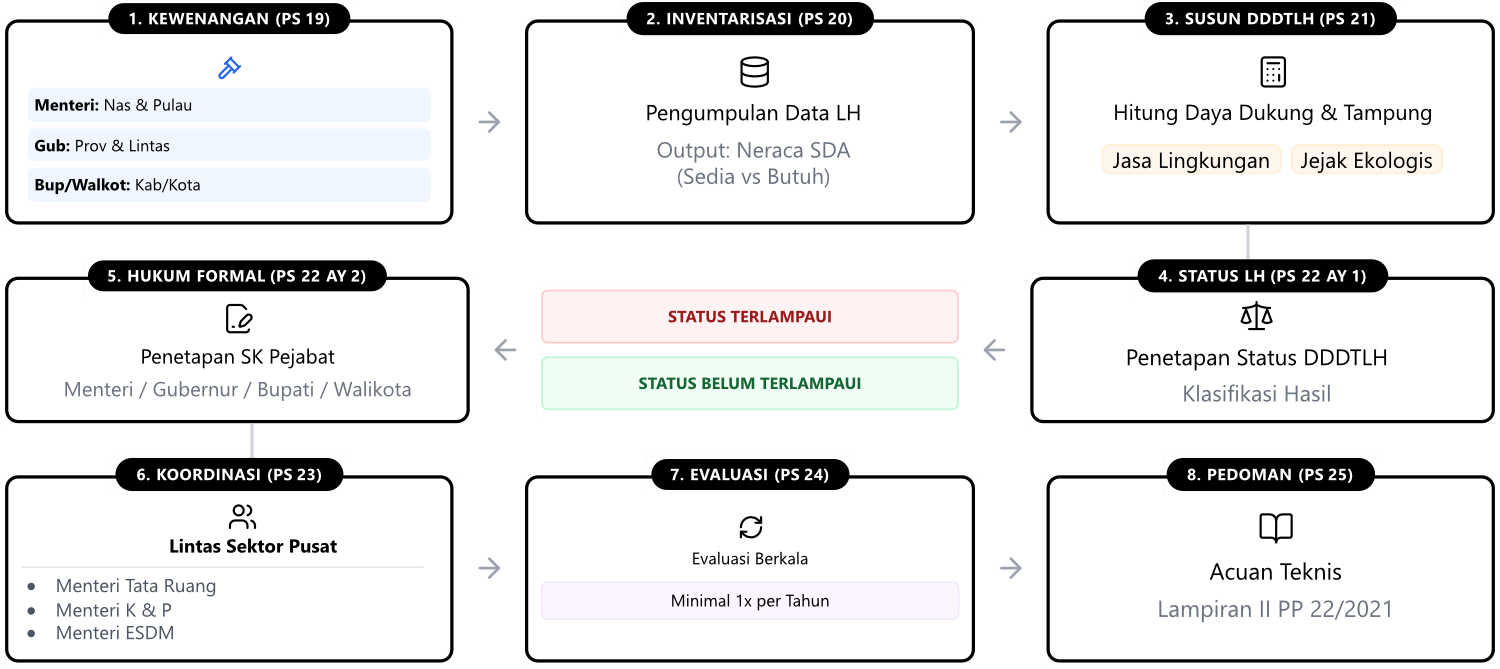 1. KEWENANGAN (PS 19)
Menteri: Nas & Pulau
Gub: Prov & Lintas
Bup/Walkot: Kab/Kota
2. INVENTARISASI (PS 20)
Pengumpulan Data LH
Output: Neraca SDA
(Sedia vs Butuh)
3. SUSUN DDDTLH (PS 21)
Hitung Daya Dukung & Tampung
Jasa Lingkungan
Jejak Ekologis
4. STATUS LH (PS 22 AY 1)
Penetapan Status DDDTLH
Klasifikasi Hasil
STATUS TERLAMPAUI
STATUS BELUM TERLAMPAUI
5. HUKUM FORMAL (PS 22 AY 2)
Penetapan SK Pejabat
Menteri / Gubernur / Bupati / Walikota
6. KOORDINASI (PS 23)
Lintas Sektor Pusat
• Menteri Tata Ruang
• Menteri K & P
• Menteri ESDM
7. EVALUASI (PS 24)
Evaluasi Berkala
Minimal 1x per Tahun
8. PEDOMAN (PS 25)
Acuan Teknis
Lampiran II PP 22/2021